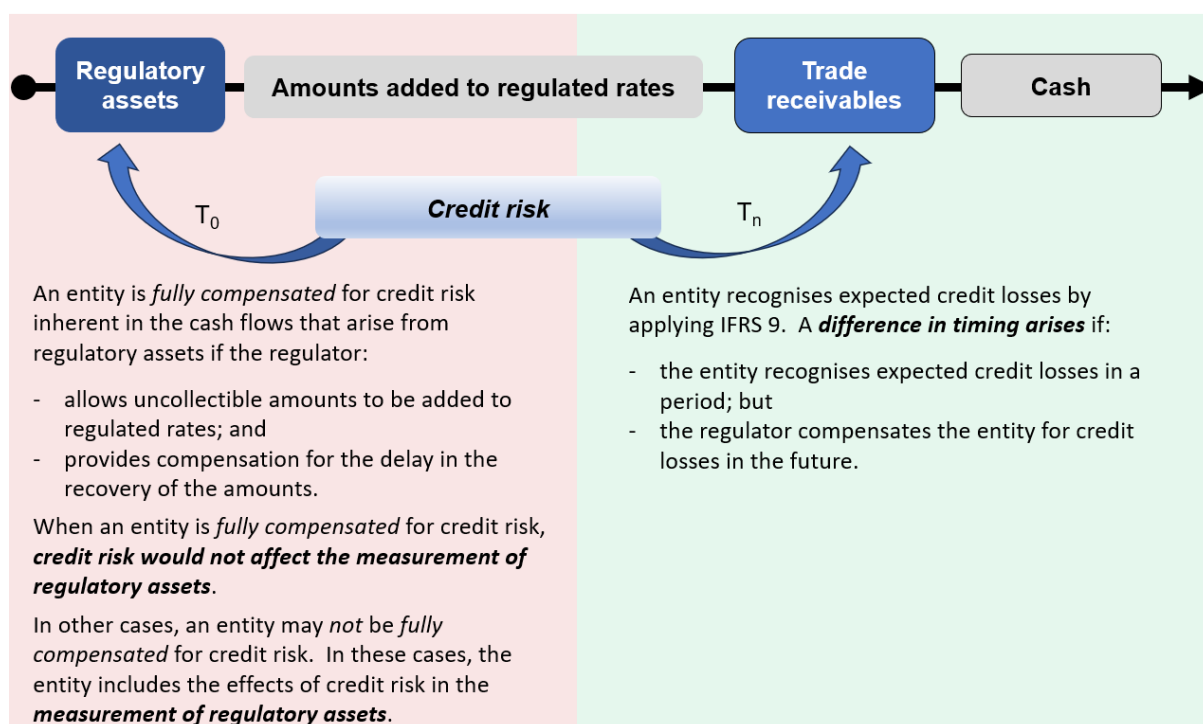 Regulatory
assets
Amounts added to regulated rates
Trade
receivables
Cash
Credit risk
T0
Tn
An entity is fully compensated for credit risk
inherent in the cash flows that arise from
regulatory assets if the regulator:
- allows uncollectible amounts to be added to
regulated rates; and
- provides compensation for the delay in the
recovery of the amounts.
When an entity is fully compensated for credit risk,
credit risk would not affect the measurement of
regulatory assets.
In other cases, an entity may not be fully
compensated for credit risk. In these cases, the
entity includes the effects of credit risk in the
measurement of regulatory assets.
An entity recognises expected credit losses by
applying IFRS 9. A difference in timing arises if:
- the entity recognises expected credit losses in a
period; but
- the regulator compensates the entity for credit
losses in the future.